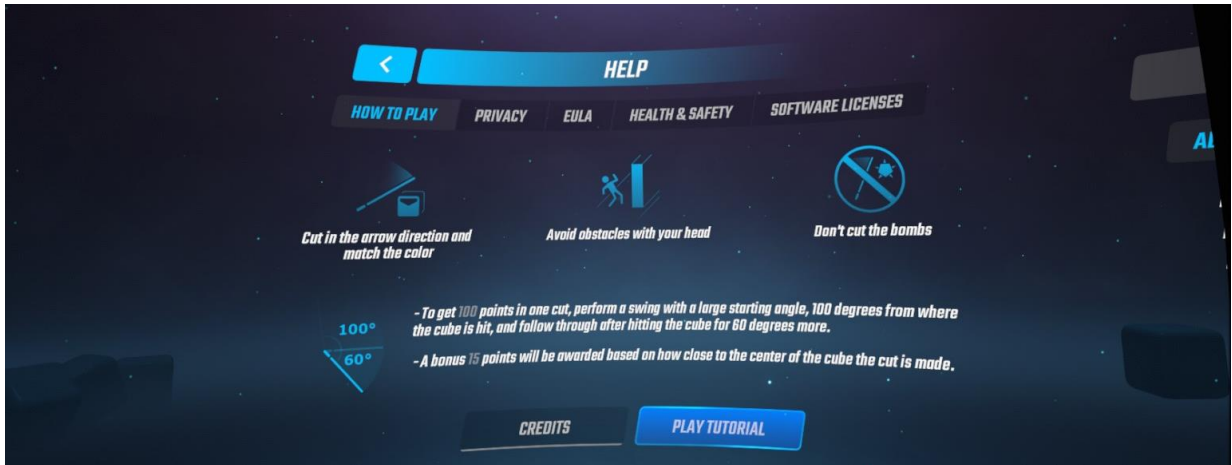 HELP
HOW TO PLAY PRIVACY EULA HEALTH & SAFETY SOFTWARE LICENSES
Cut in the arrow direction and
match the color
Avoid obstacles with your head
Don't cut the bombs
100°
60°
- To get 100 points in one cut, perform a swing with a large starting angle, 100 degrees from where
the cube is hit, and follow through after hitting the cube for 60 degrees more.
- A bonus 15 points will be awarded based on how close to the center of the cube the cut is made.
CREDITS PLAY TUTORIAL